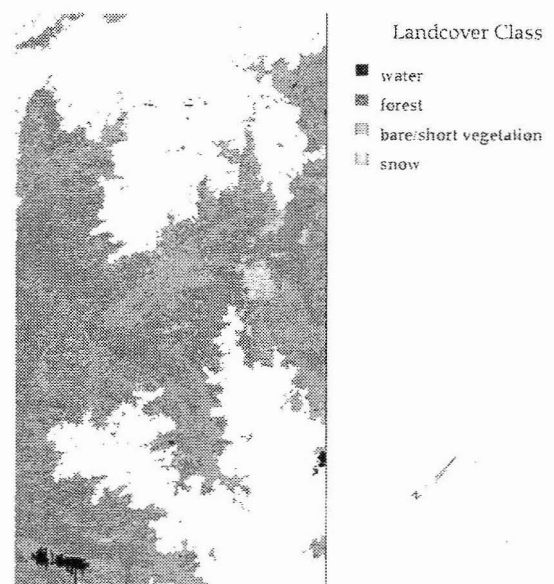 Landcover Class
water
forest
bare/short vegetation
snow